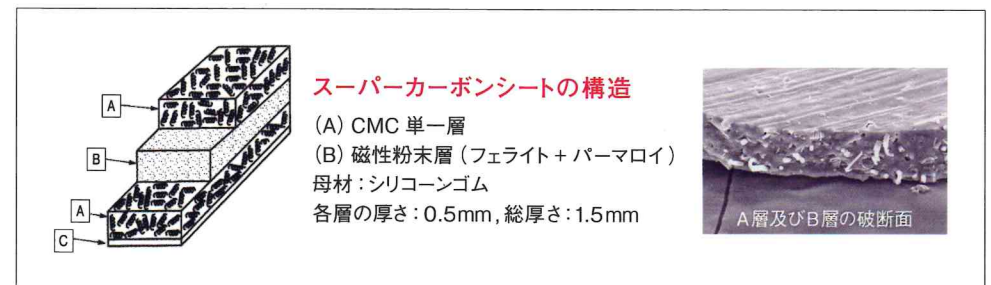 スーパーカーボンシートの構造
(A) CMC 単一層
(B) 磁性粉末層 (フェライト + パーマロイ)
母材:シリコーンゴム
各層の厚さ:0.5mm, 総厚さ:1.5mm
A
B
A
C
A層及びB層の破断面